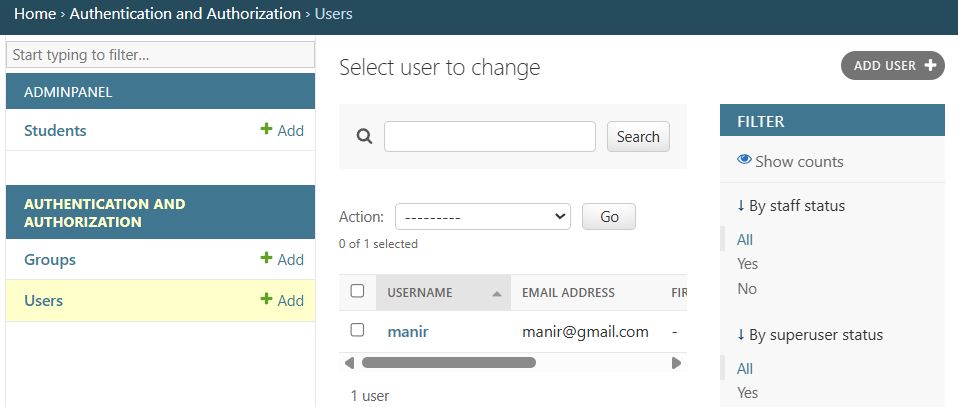 Home › Authentication and Authorization › Users
Start typing to filter...
ADMINPANEL
Students
Add
AUTHENTICATION AND
AUTHORIZATION
Groups
Add
Users
Add
Select user to change
ADD USER
Search
Action:
---------
Go
0 of 1 selected
USERNAME
EMAIL ADDRESS
FIR
manir
manir@gmail.com
-
1 user
FILTER
Show counts
↓ By staff status
All
Yes
No
↓ By superuser status
All
Yes